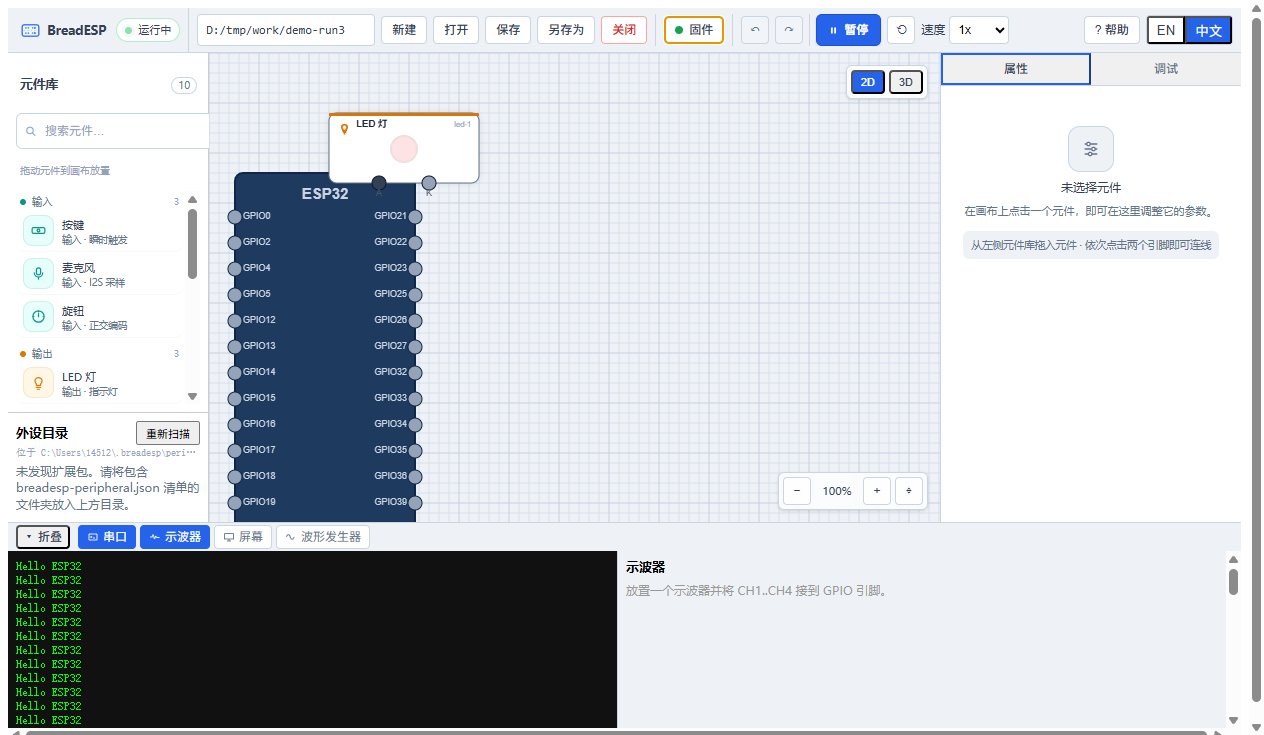 BreadESP
运行中
D:/tmp/work/demo-run3
新建
打开
保存
另存为
关闭
固件
暂停
速度
1x
? 帮助
EN
中文
元件库
10
搜索元件...
拖动元件到画布放置
输入
3
按键
输入 · 瞬时触发
麦克风
输入 · I2S 采样
旋钮
输入 · 正交编码
输出
3
LED 灯
输出 · 指示灯
外设目录
重新扫描
位于 C:\Users\14512\.breadesp\peri…
未发现扩展包。请将包含
breadesp-peripheral.json 清单的
文件夹放入上方目录。
2D
3D
LED 灯
led-1
K
ESP32
GPIO0
GPIO21
GPIO2
GPIO22
GPIO4
GPIO23
GPIO5
GPIO25
GPIO12
GPIO26
GPIO13
GPIO27
GPIO14
GPIO32
GPIO15
GPIO33
GPIO16
GPIO34
GPIO17
GPIO35
GPIO18
GPIO36
GPIO19
GPIO39
−
100%
+
属性
调试
未选择元件
在画布上点击一个元件，即可在这里调整它的参数。
从左侧元件库拖入元件 · 依次点击两个引脚即可连线
折叠
串口
示波器
屏幕
波形发生器
Hello ESP32
Hello ESP32
Hello ESP32
Hello ESP32
Hello ESP32
Hello ESP32
Hello ESP32
Hello ESP32
Hello ESP32
Hello ESP32
Hello ESP32
Hello ESP32
示波器
放置一个示波器并将 CH1..CH4 接到 GPIO 引脚。